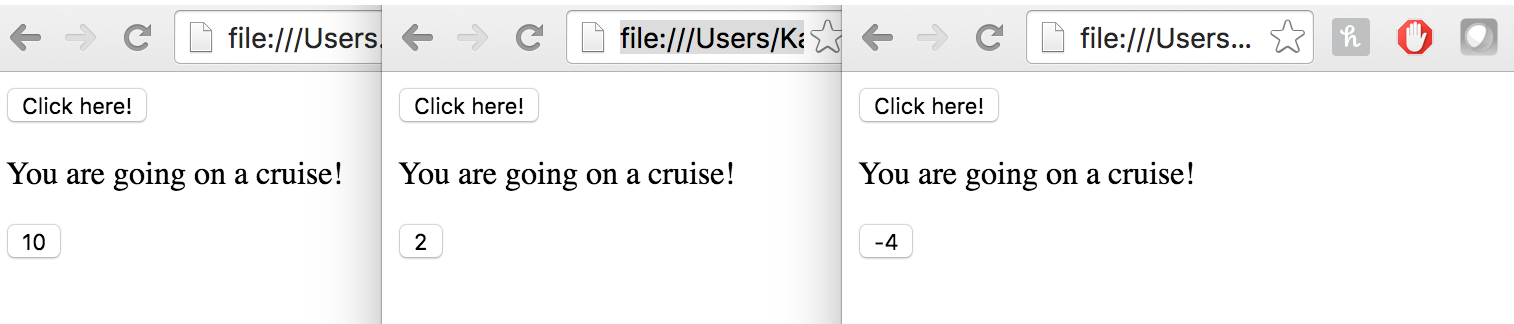 file:///Users.
file:///Users/Ka
file:///Users...
Click here!
Click here!
Click here!
You are going on a cruise!
You are going on a cruise!
You are going on a cruise!
10
2
-4